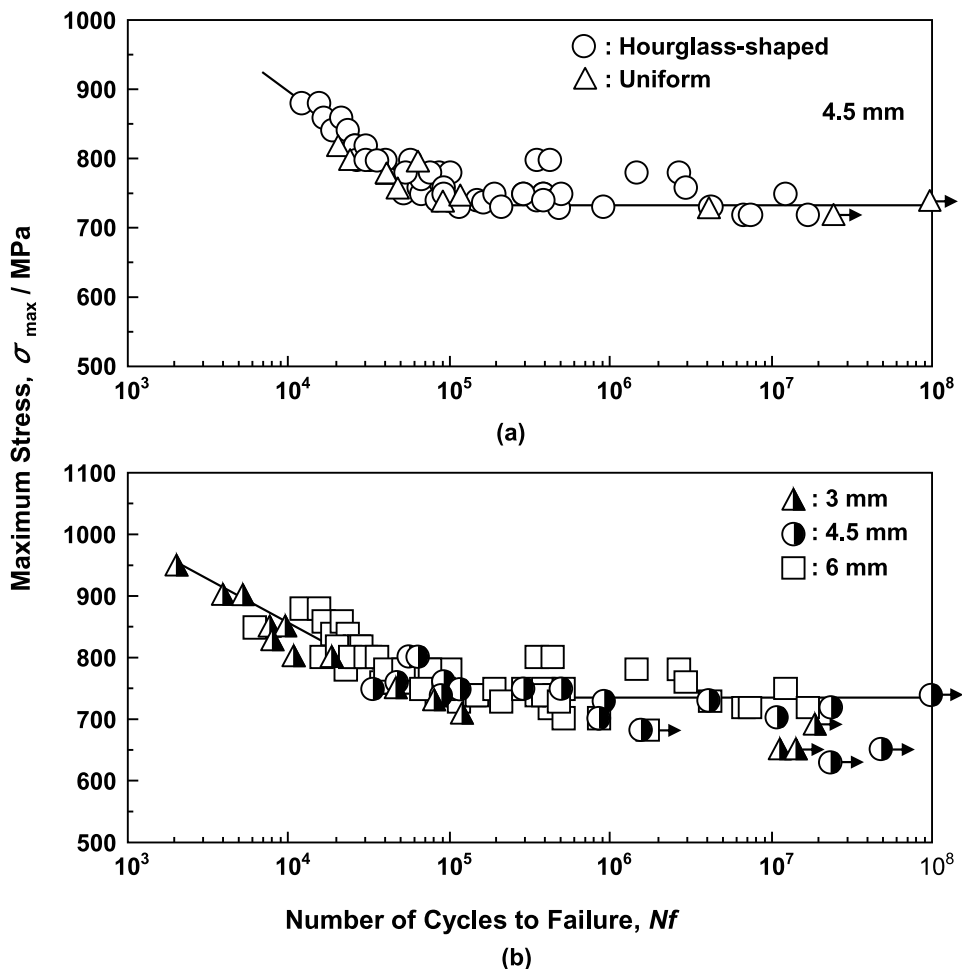 1000
900
800
700
600
500
10³ 10⁴ 10⁵ 10⁶ 10⁷ 10⁸
: Hourglass-shaped
: Uniform
4.5 mm
(a)
Maximum Stress, σ max / MPa
1100
1000
900
800
700
600
500
10³ 10⁴ 10⁵ 10⁶ 10⁷ 10⁸
: 3 mm
: 4.5 mm
: 6 mm
Number of Cycles to Failure, Nf
(b)